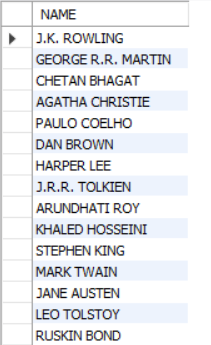 NAME
J.K. ROWLING
GEORGE R.R. MARTIN
CHETAN BHAGAT
AGATHA CHRISTIE
PAULO COELHO
DAN BROWN
HARPER LEE
J.R.R. TOLKIEN
ARUNDHATI ROY
KHALED HOSSEINI
STEPHEN KING
MARK TWAIN
JANE AUSTEN
LEO TOLSTOY
RUSKIN BOND